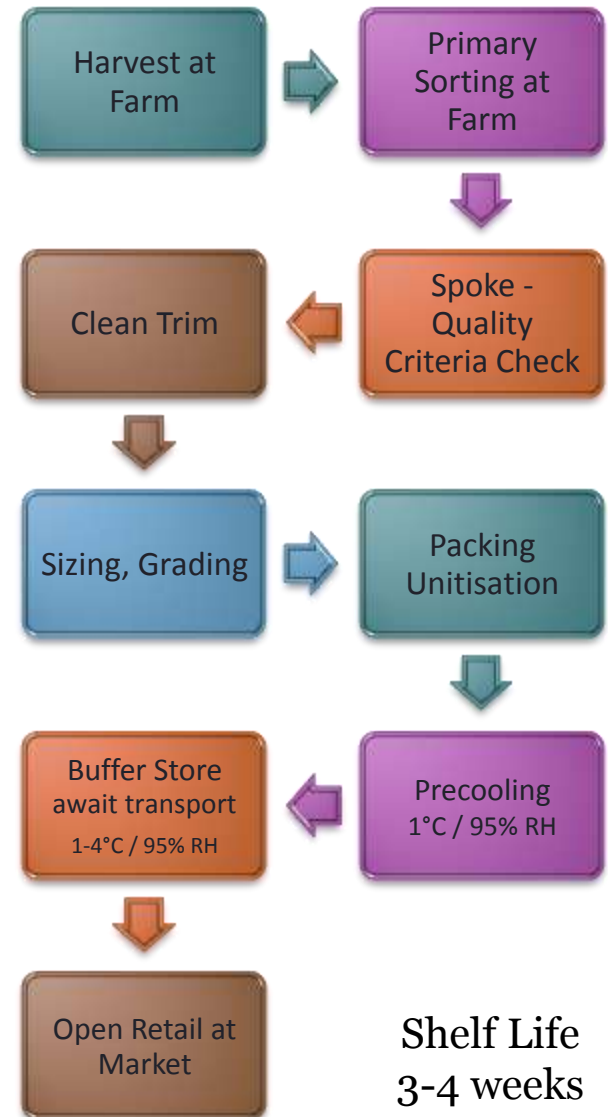 Harvest at
Farm
Primary
Sorting at
Farm
Spoke -
Quality
Criteria Check
Clean Trim
Sizing, Grading
Packing
Unitisation
Precooling
1°C / 95% RH
Buffer Store
await transport
1-4°C / 95% RH
Open Retail at
Market
Shelf Life
3-4 weeks